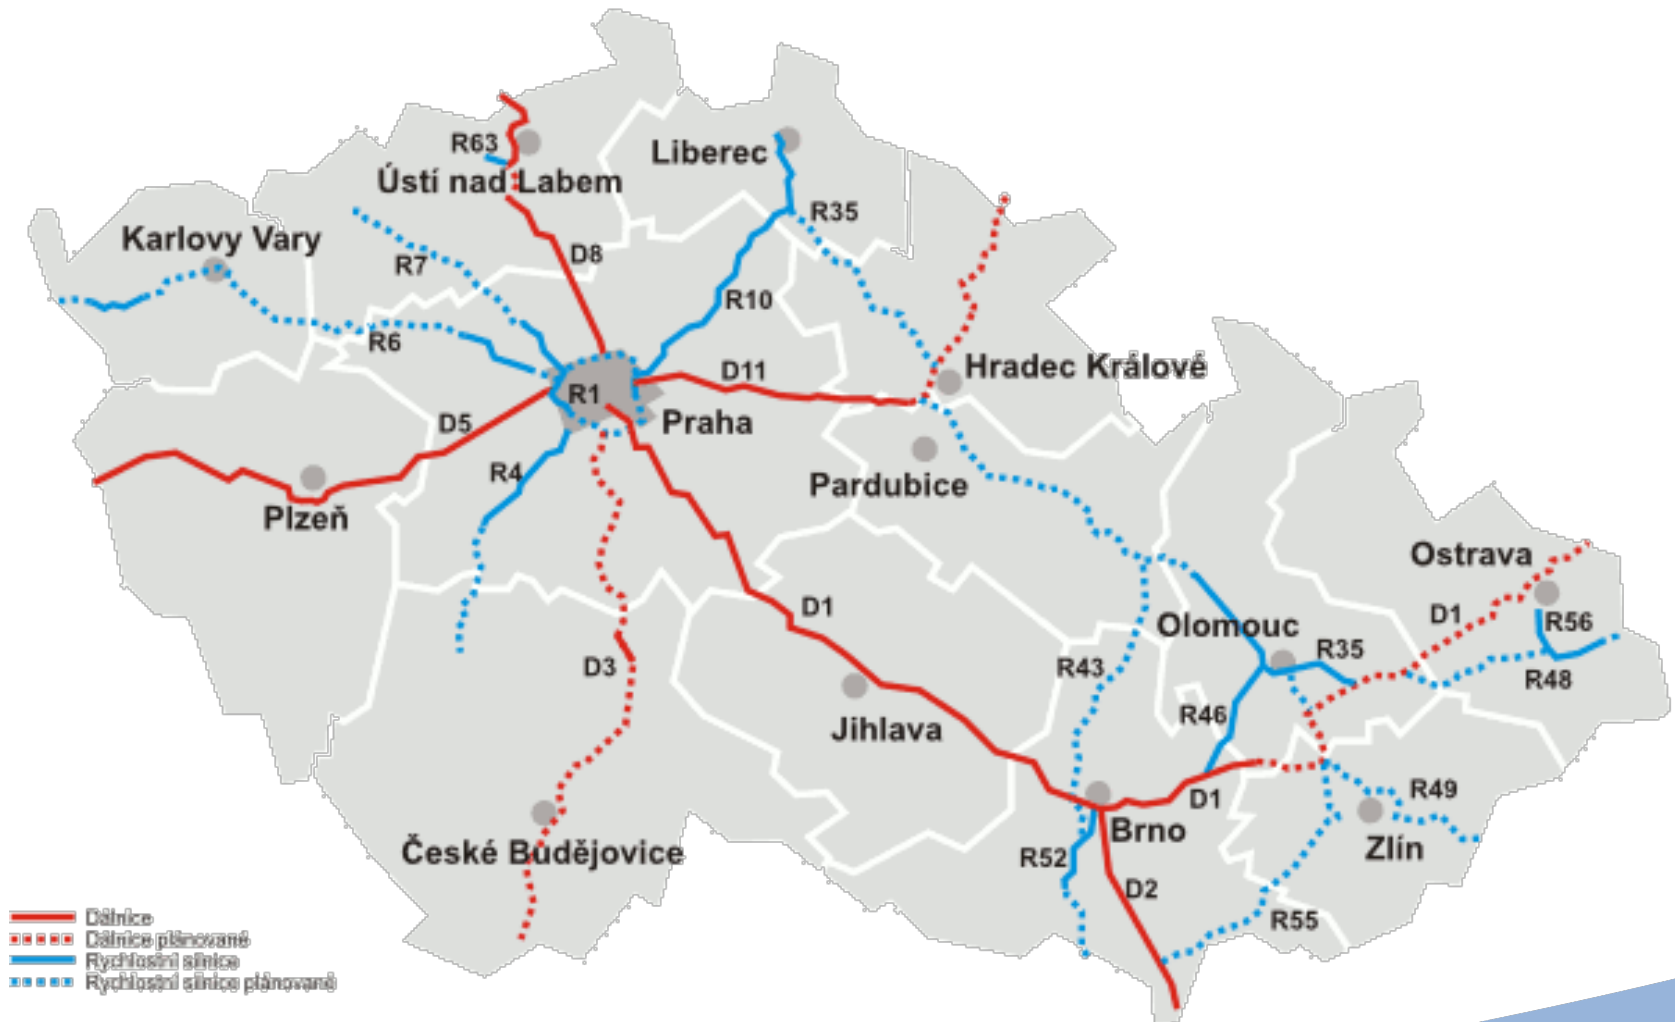 R63
Liberec
Ústí nad Labem
R35
Karlovy Vary
D8
R7
R10
R6
Hradec Králové
D11
R1
D5
Praha
R4
Pardubice
Plzeň
Ostrava
D1
D1
R56
Olomouc
R35
D3
R43
R48
R46
Jihlava
R49
D1
Brno
Zlín
České Budějovice
R52
D2
R55
Dálnice
Dálnice plánované
Rychlostní silnice
Rychlostní silnice plánované